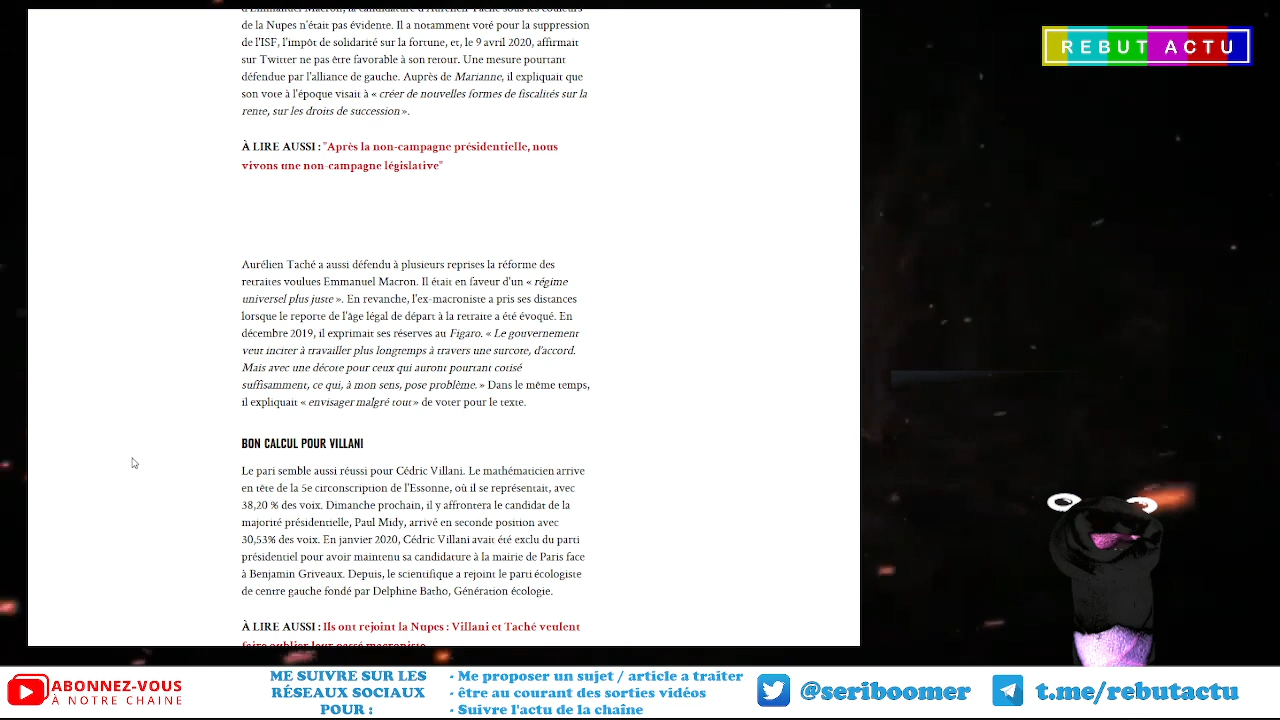 de la Nupes n'était pas évidente. Il a notamment voté pour la suppression
de l'ISF, l'impôt de solidarité sur la fortune, et, le 9 avril 2020, affirmait
sur Twitter ne pas être favorable à son retour. Une mesure pourtant
défendue par l'alliance de gauche. Auprès de Marianne, il expliquait que
son vote à l'époque visait à « créer de nouvelles formes de fiscalités sur la
rente, sur les droits de succession ».
À LIRE AUSSI : "Après la non-campagne présidentielle, nous
vivons une non-campagne législative"
Aurélien Taché a aussi défendu à plusieurs reprises la réforme des
retraites voulues Emmanuel Macron. Il était en faveur d'un « régime
universel plus juste ». En revanche, l'ex-macroniste a pris ses distances
lorsque le reporte de l'âge légal de départ à la retraite a été évoqué. En
décembre 2019, il exprimait ses réserves au Figaro. « Le gouvernement
veut inciter à travailler plus longtemps à travers une surcote, d'accord.
Mais avec une décote pour ceux qui auront pourtant cotisé
suffisamment, ce qui, à mon sens, pose problème. » Dans le même temps,
il expliquait « envisager malgré tout » de voter pour le texte.
BON CALCUL POUR VILLANI
Le pari semble aussi réussi pour Cédric Villani. Le mathématicien arrive
en tête de la 5e circonscription de l'Essonne, où il se représentait, avec
38,20 % des voix. Dimanche prochain, il y affrontera le candidat de la
majorité présidentielle, Paul Midy, arrivé en seconde position avec
30,53% des voix. En janvier 2020, Cédric Villani avait été exclu du parti
présidentiel pour avoir maintenu sa candidature à la mairie de Paris face
à Benjamin Griveaux. Depuis, le scientifique a rejoint le parti écologiste
de centre gauche fondé par Delphine Batho, Génération écologie.
À LIRE AUSSI : Ils ont rejoint la Nupes : Villani et Taché veulent
faire oublier leur passé macroniste
REBUT ACTU
ABONNEZ-VOUS
À NOTRE CHAINE
ME SUIVRE SUR LES
RÉSEAUX SOCIAUX
POUR :
- Me proposer un sujet / article a traiter
- être au courant des sorties vidéos
- Suivre l'actu de la chaîne
@seriboomer
t.me/rebutactu